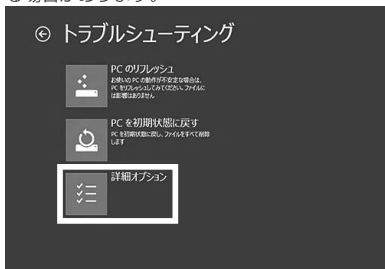 る場合があります。
トラブルシューティング
PC のリフレッシュ
お使いの PC の動作が不安定な場合は、
PC をリフレッシュしてみてください。ファイルに
は影響はありません
PC を初期状態に戻す
PC を初期状態に戻し、ファイルをすべて削除
します
詳細オプション